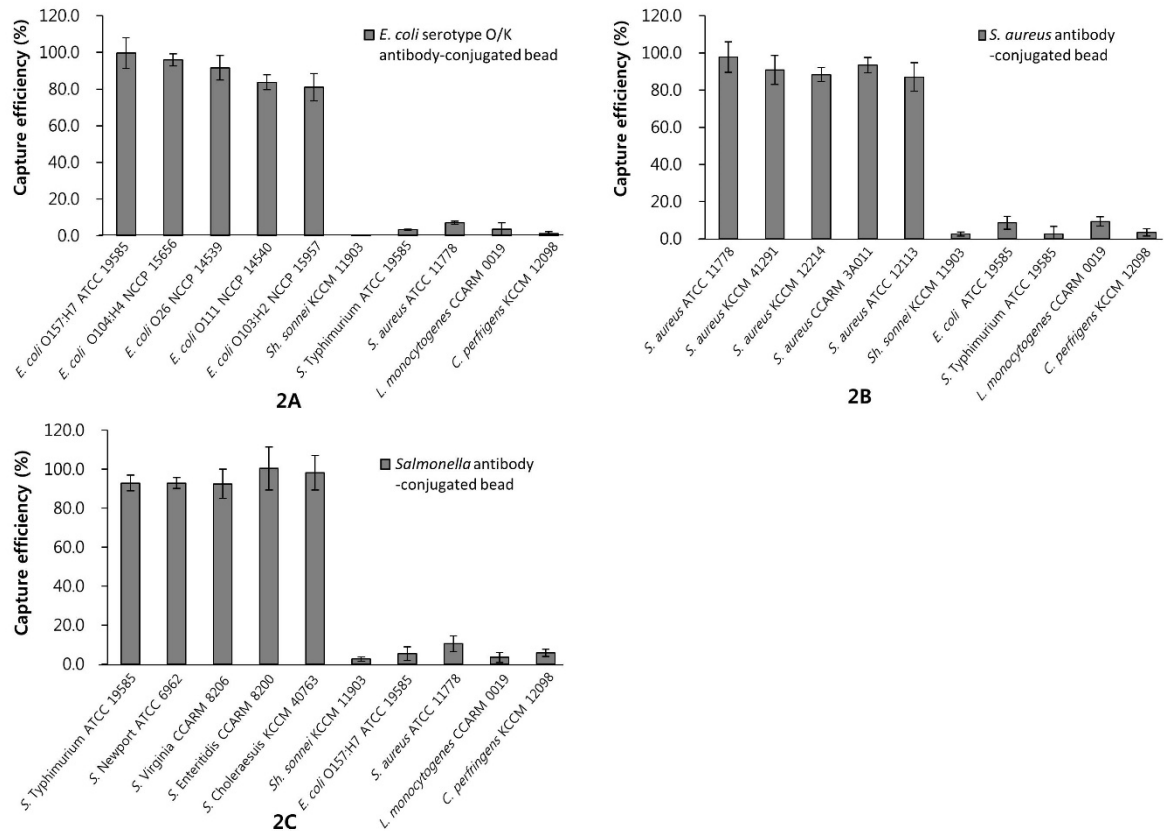 Capture efficiency (%)
120.0
100.0
80.0
60.0
40.0
20.0
0.0
E. coli serotype O/K
antibody-conjugated bead
E. coli O157:H7 ATCC 19585
E. coli O104:H4 NCCP 15656
E. coli O26 NCCP 14539
E. coli O111 NCCP 14540
E. coli O103:H2 NCCP 15957
Sh. sonnei KCCM 11903
S. Typhimurium ATCC 19585
S. aureus ATCC 11778
L. monocytogenes CCARM 0019
C. perfrigens KCCM 12098
2A
Capture efficiency (%)
120.0
100.0
80.0
60.0
40.0
20.0
0.0
S. aureus antibody
-conjugated bead
S. aureus ATCC 11778
S. aureus KCCM 41291
S. aureus KCCM 12214
S. aureus CCARM 3A011
S. aureus ATCC 12113
Sh. sonnei KCCM 11903
E. coli ATCC 19585
S. Typhimurium ATCC 19585
L. monocytogenes CCARM 0019
C. perfrigens KCCM 12098
2B
Capture efficiency (%)
120.0
100.0
80.0
60.0
40.0
20.0
0.0
Salmonella antibody
-conjugated bead
S. Typhimurium ATCC 19585
S. Newport ATCC 6962
S. Virginia CCARM 8206
S. Enteritidis CCARM 8200
S. Choleraesuis KCCM 40763
Sh. sonnei KCCM 11903
E. coli O157:H7 ATCC 19585
S. aureus ATCC 11778
L. monocytogenes CCARM 0019
C. perfringens KCCM 12098
2C